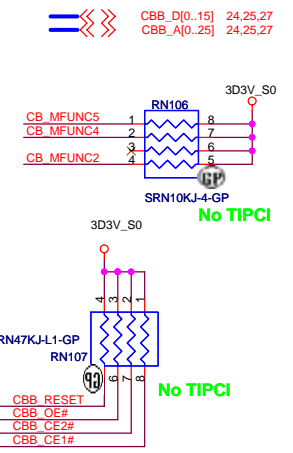 CBB_D[0..15] 24,25,27
CBB_A[0..25] 24,25,27
RN106
3D3V_S0
CB_MFUNC5 1 8
CB_MFUNC4 2 7
3 6
CB_MFUNC2 4 5
GP
SRN10KJ-4-GP
No TIPCI
3D3V_S0
4 3 2 1
RN47KJ-L1-GP
RN107
GP
6 7 8
No TIPCI
CBB_RESET
CBB_OE#
CBB_CE2#
CBB_CE1#